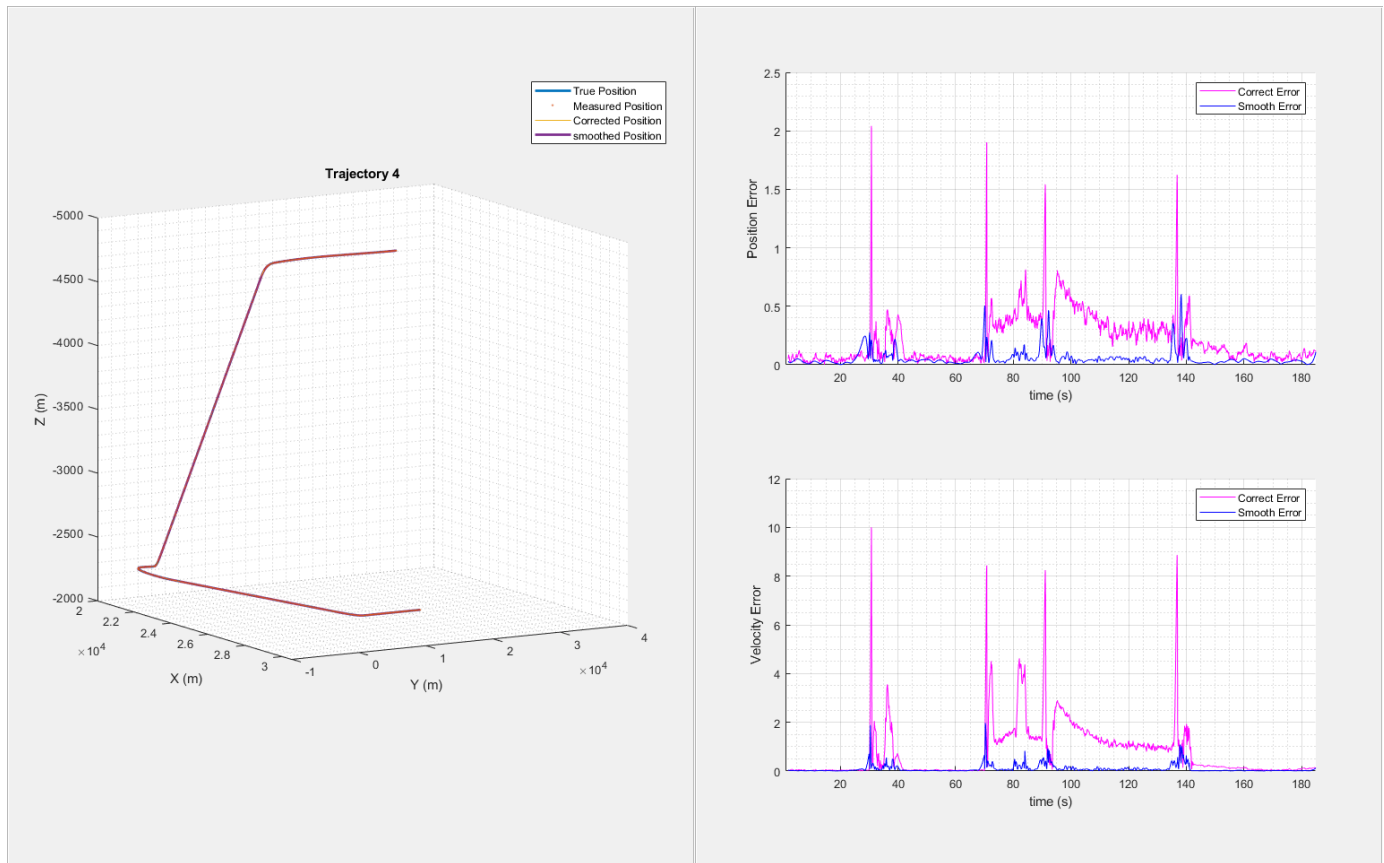 True Position
Measured Position
Corrected Position
smoothed Position
Trajectory 4
-5000
-4500
-4000
-3500
-3000
-2500
-2000
Z (m)
2
2.2
2.4
2.6
2.8
3
×10⁴
X (m)
-1
0
1
2
3
4
×10⁴
Y (m)
2.5
2
1.5
1
0.5
0
Position Error
Correct Error
Smooth Error
20 40 60 80 100 120 140 160 180
time (s)
12
10
8
6
4
2
0
Velocity Error
Correct Error
Smooth Error
20 40 60 80 100 120 140 160 180
time (s)